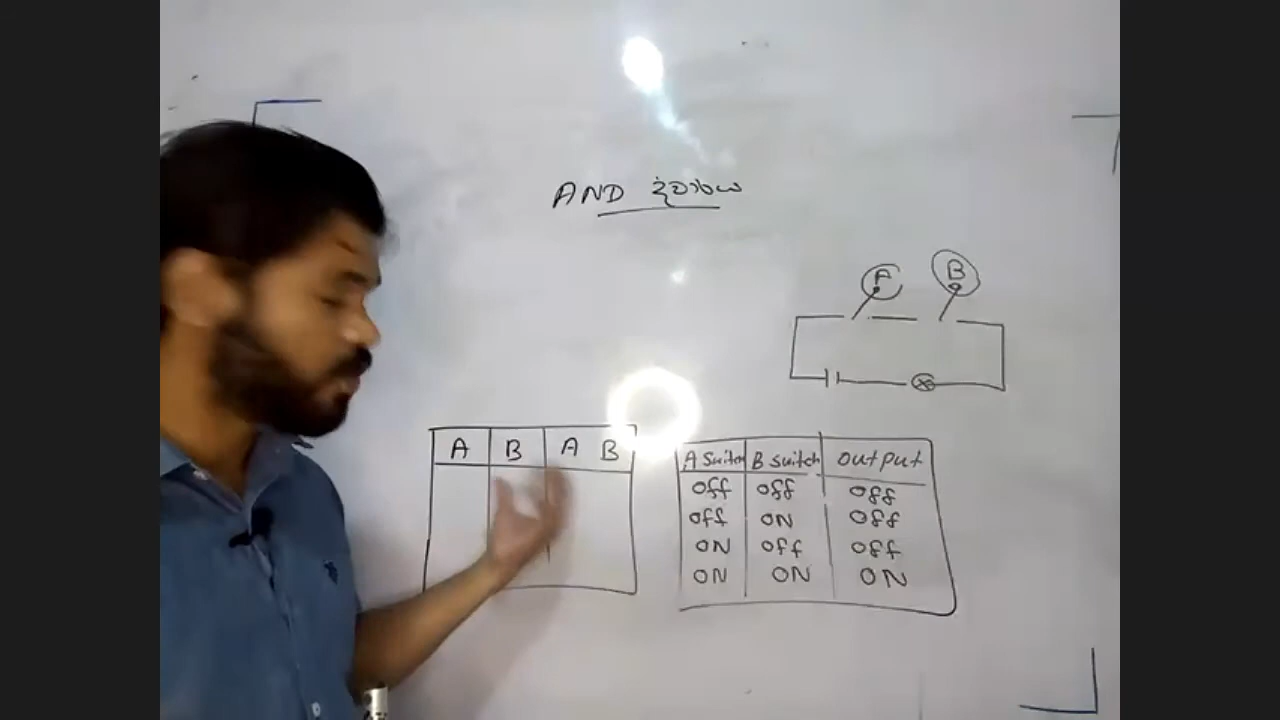 AND ද්වාරය
A B
A B A B
A switch B switch output
Off Off Off
Off ON Off
ON Off Off
ON ON ON